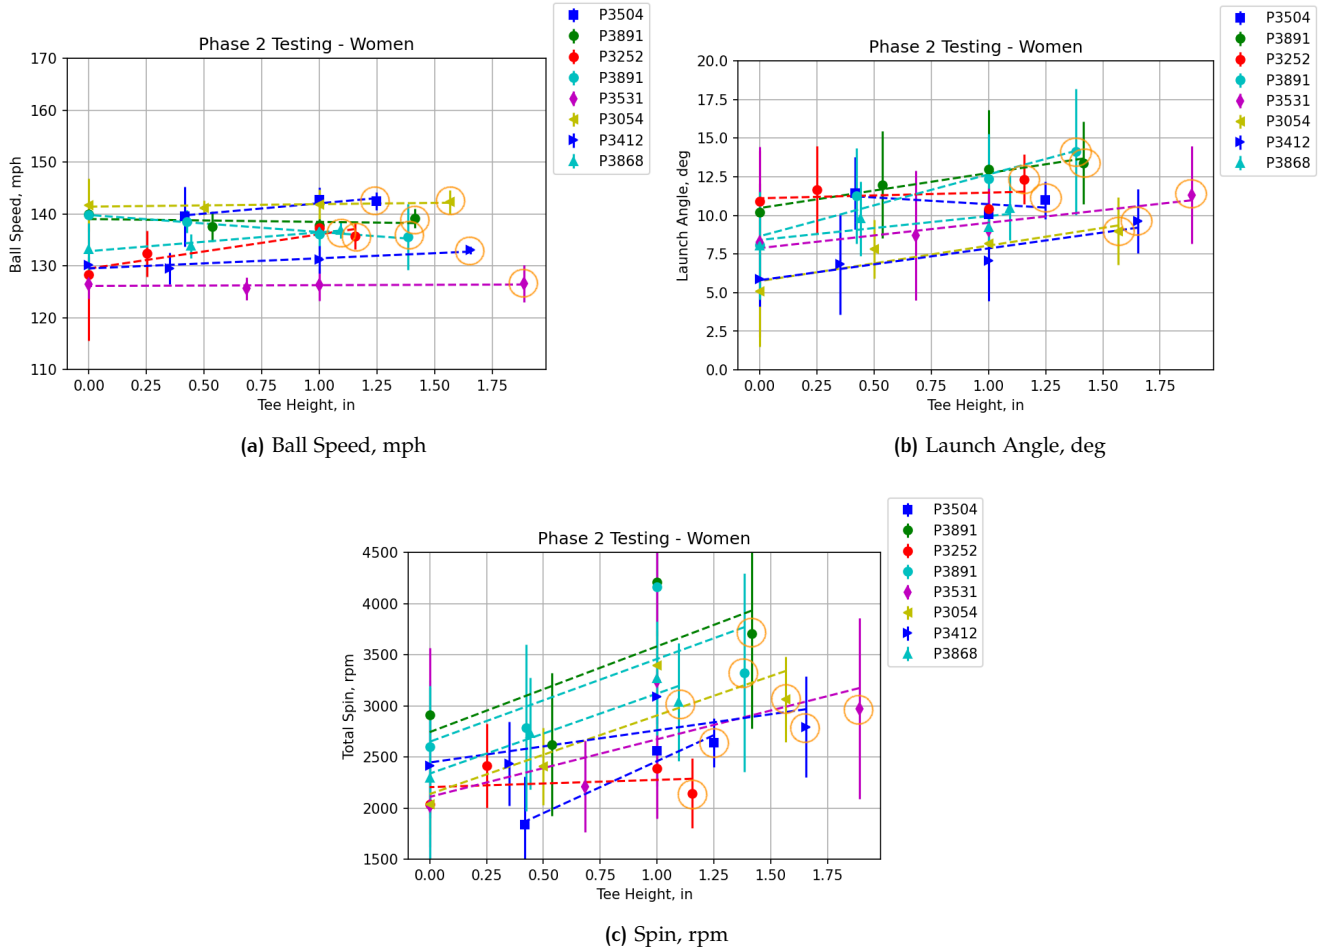 Phase 2 Testing - Women
P3504
P3891
P3252
P3891
P3531
P3054
P3412
P3868
170
160
150
140
130
120
110
Ball Speed, mph
0.00 0.25 0.50 0.75 1.00 1.25 1.50 1.75
Tee Height, in
(a) Ball Speed, mph
Phase 2 Testing - Women
P3504
P3891
P3252
P3891
P3531
P3054
P3412
P3868
20.0
17.5
15.0
12.5
10.0
7.5
5.0
2.5
0.0
Launch Angle, deg
0.00 0.25 0.50 0.75 1.00 1.25 1.50 1.75
Tee Height, in
(b) Launch Angle, deg
Phase 2 Testing - Women
P3504
P3891
P3252
P3891
P3531
P3054
P3412
P3868
4500
4000
3500
3000
2500
2000
1500
Total Spin, rpm
0.00 0.25 0.50 0.75 1.00 1.25 1.50 1.75
Tee Height, in
(c) Spin, rpm